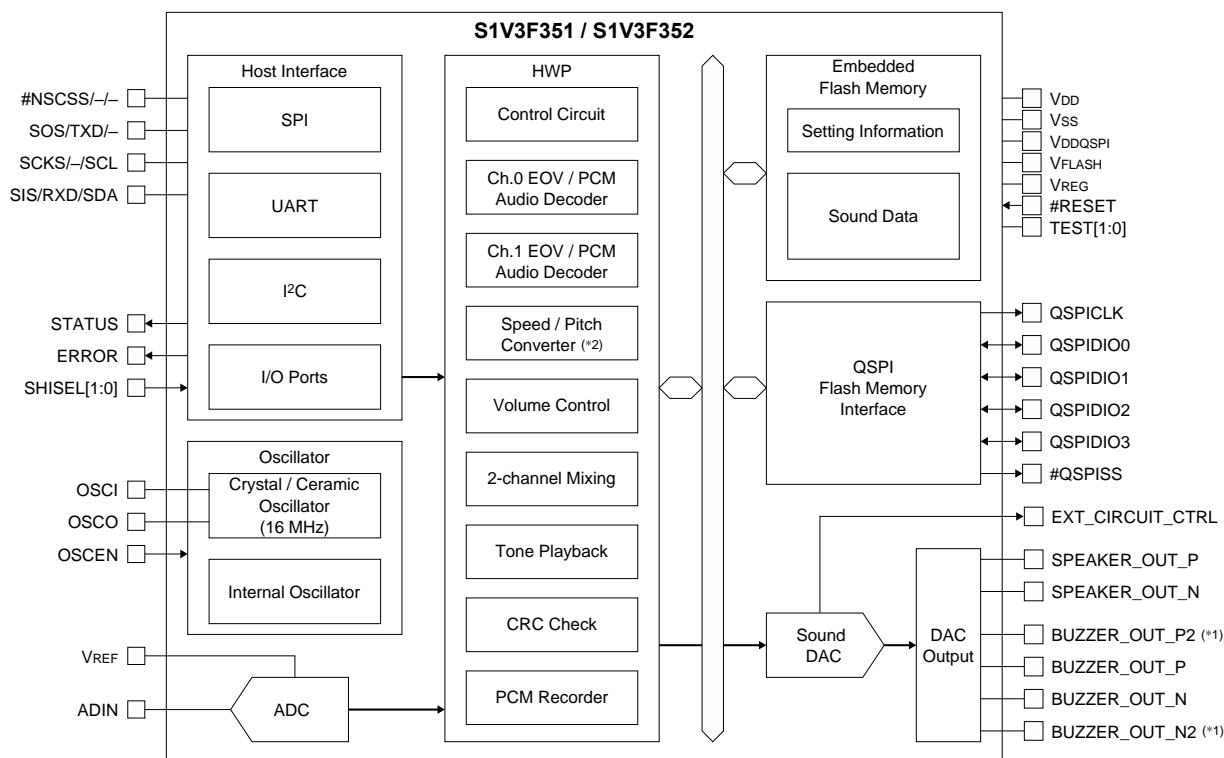 S1V3F351 / S1V3F352
Host Interface
SPI
UART
I²C
I/O Ports
#NSCSS/–/–
SOS/TXD/–
SCKS/–/SCL
SIS/RXD/SDA
STATUS
ERROR
SHISEL[1:0]
Oscillator
Crystal / Ceramic
Oscillator
(16 MHz)
Internal Oscillator
OSCI
OSCO
OSCEN
VREF
ADIN
ADC
HWP
Control Circuit
Ch.0 EOV / PCM
Audio Decoder
Ch.1 EOV / PCM
Audio Decoder
Speed / Pitch
Converter (*2)
Volume Control
2-channel Mixing
Tone Playback
CRC Check
PCM Recorder
Embedded
Flash Memory
Setting Information
Sound Data
VDD
VSS
VDDQSPI
VFLASH
VREG
#RESET
TEST[1:0]
QSPI
Flash Memory
Interface
QSPICLK
QSPIDIO0
QSPIDIO1
QSPIDIO2
QSPIDIO3
#QSPISS
EXT_CIRCUIT_CTRL
Sound
DAC
DAC
Output
SPEAKER_OUT_P
SPEAKER_OUT_N
BUZZER_OUT_P2 (*1)
BUZZER_OUT_P
BUZZER_OUT_N
BUZZER_OUT_N2 (*1)